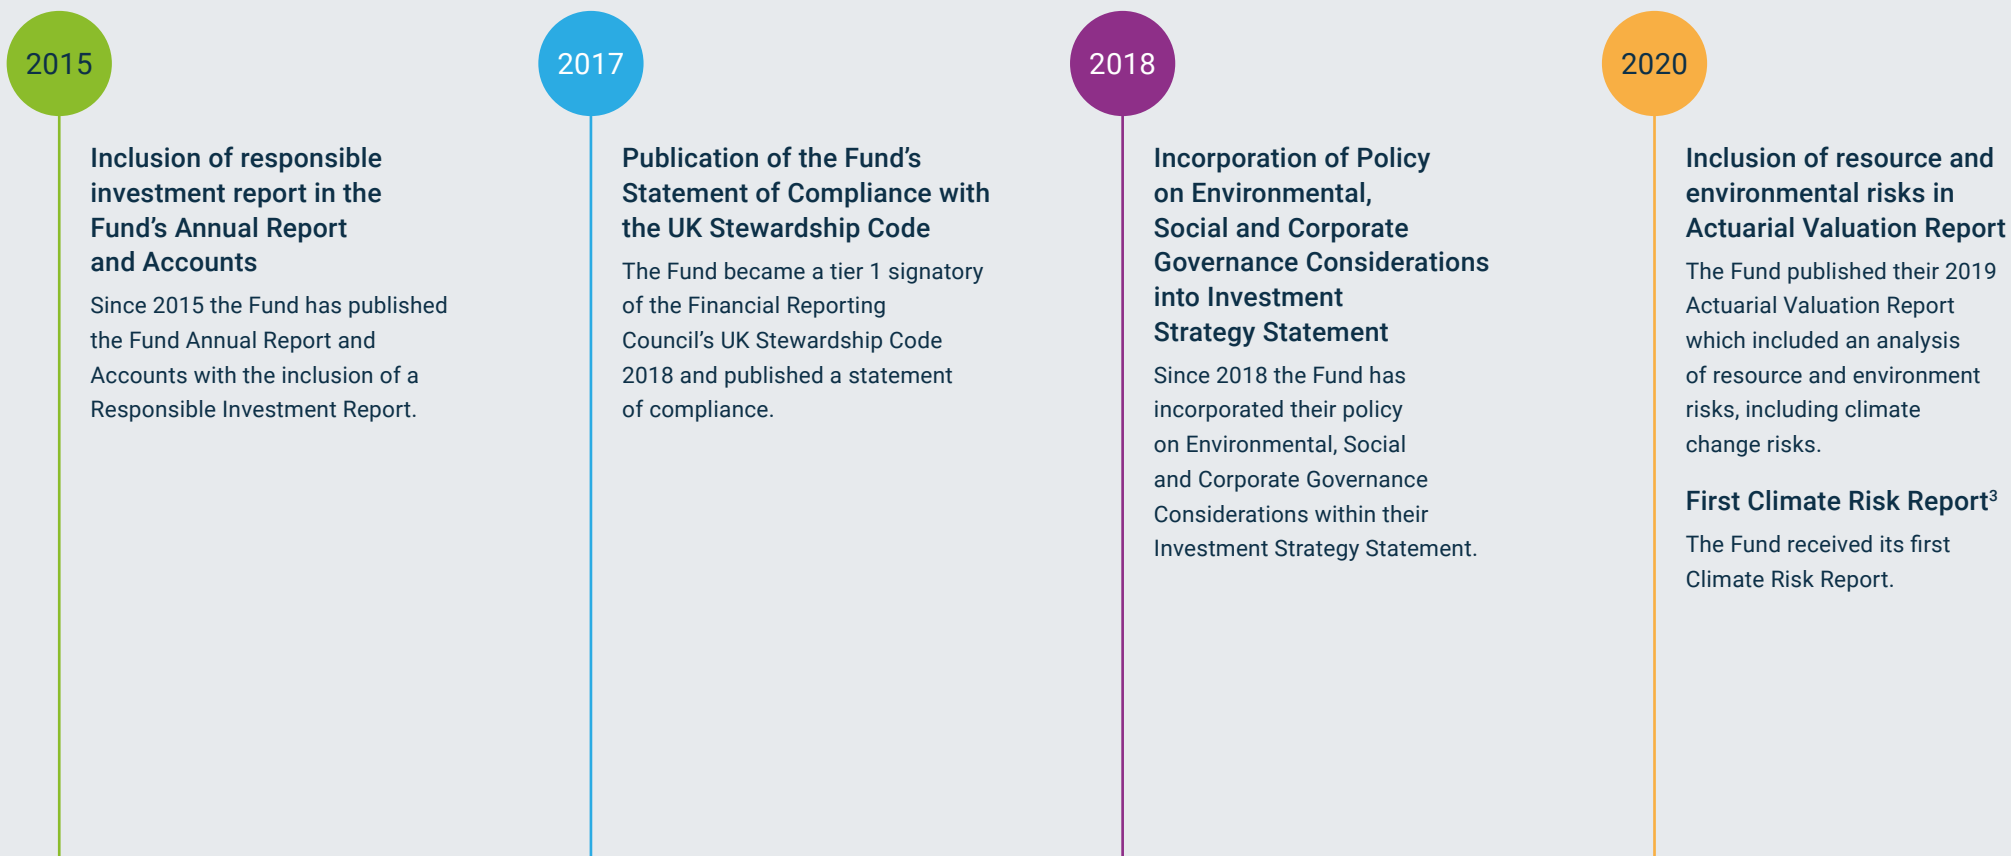 2015
Inclusion of responsible
investment report in the
Fund’s Annual Report
and Accounts
Since 2015 the Fund has published
the Fund Annual Report and
Accounts with the inclusion of a
Responsible Investment Report.
2017
Publication of the Fund’s
Statement of Compliance with
the UK Stewardship Code
The Fund became a tier 1 signatory
of the Financial Reporting
Council’s UK Stewardship Code
2018 and published a statement
of compliance.
2018
Incorporation of Policy
on Environmental,
Social and Corporate
Governance Considerations
into Investment
Strategy Statement
Since 2018 the Fund has
incorporated their policy
on Environmental, Social
and Corporate Governance
Considerations within their
Investment Strategy Statement.
2020
Inclusion of resource and
environmental risks in
Actuarial Valuation Report
The Fund published their 2019
Actuarial Valuation Report
which included an analysis
of resource and environment
risks, including climate
change risks.
First Climate Risk Report³
The Fund received its first
Climate Risk Report.